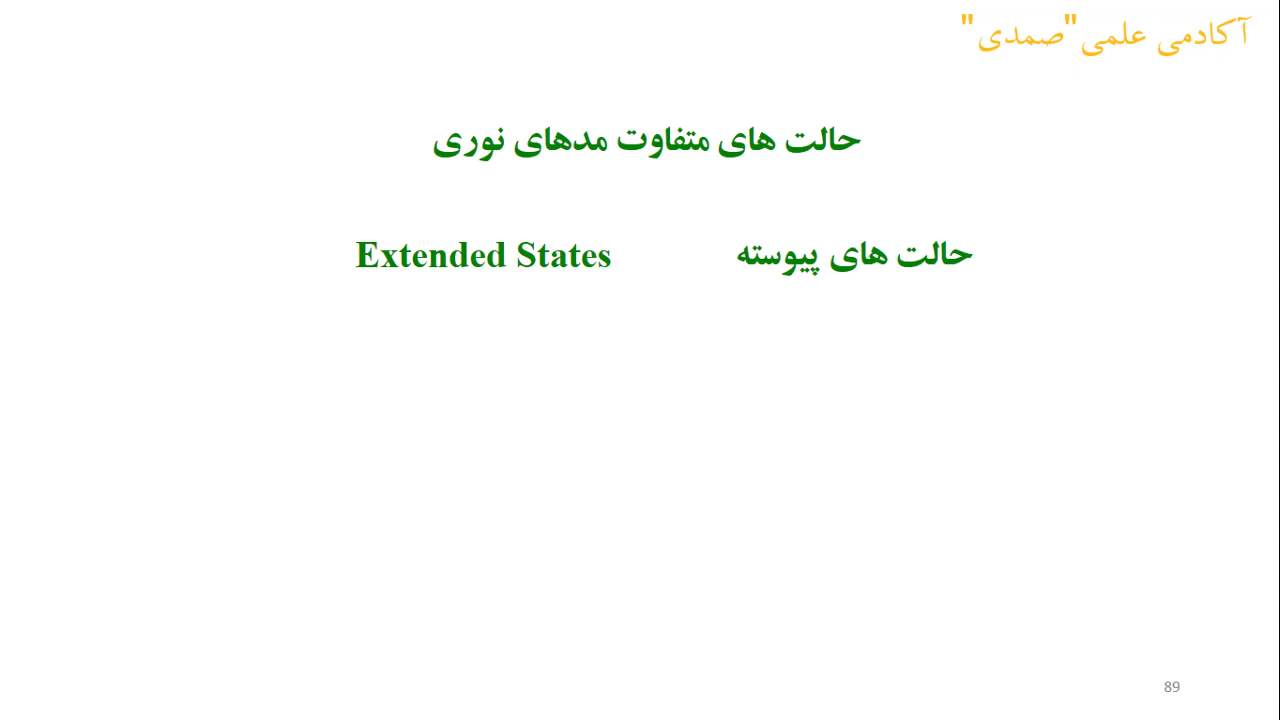 آکادمی علمی"صمدی"
حالت های متفاوت مدهای نوری
حالت های پیوسته Extended States
89